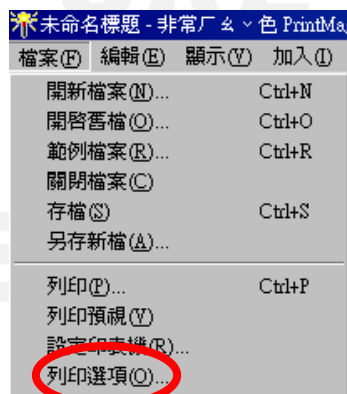 未命名標題 - 非常ㄏㄠˇ色 PrintMa
檔案(F) 編輯(E) 顯示(V) 加入(I)
開新檔案(N)... Ctrl+N
開啓舊檔(O)... Ctrl+O
範例檔案(R)... Ctrl+R
關閉檔案(C)
存檔(S) Ctrl+S
另存新檔(A)...
列印(P)... Ctrl+P
列印預視(V)
設定印表機(R)...
列印選項(O)...